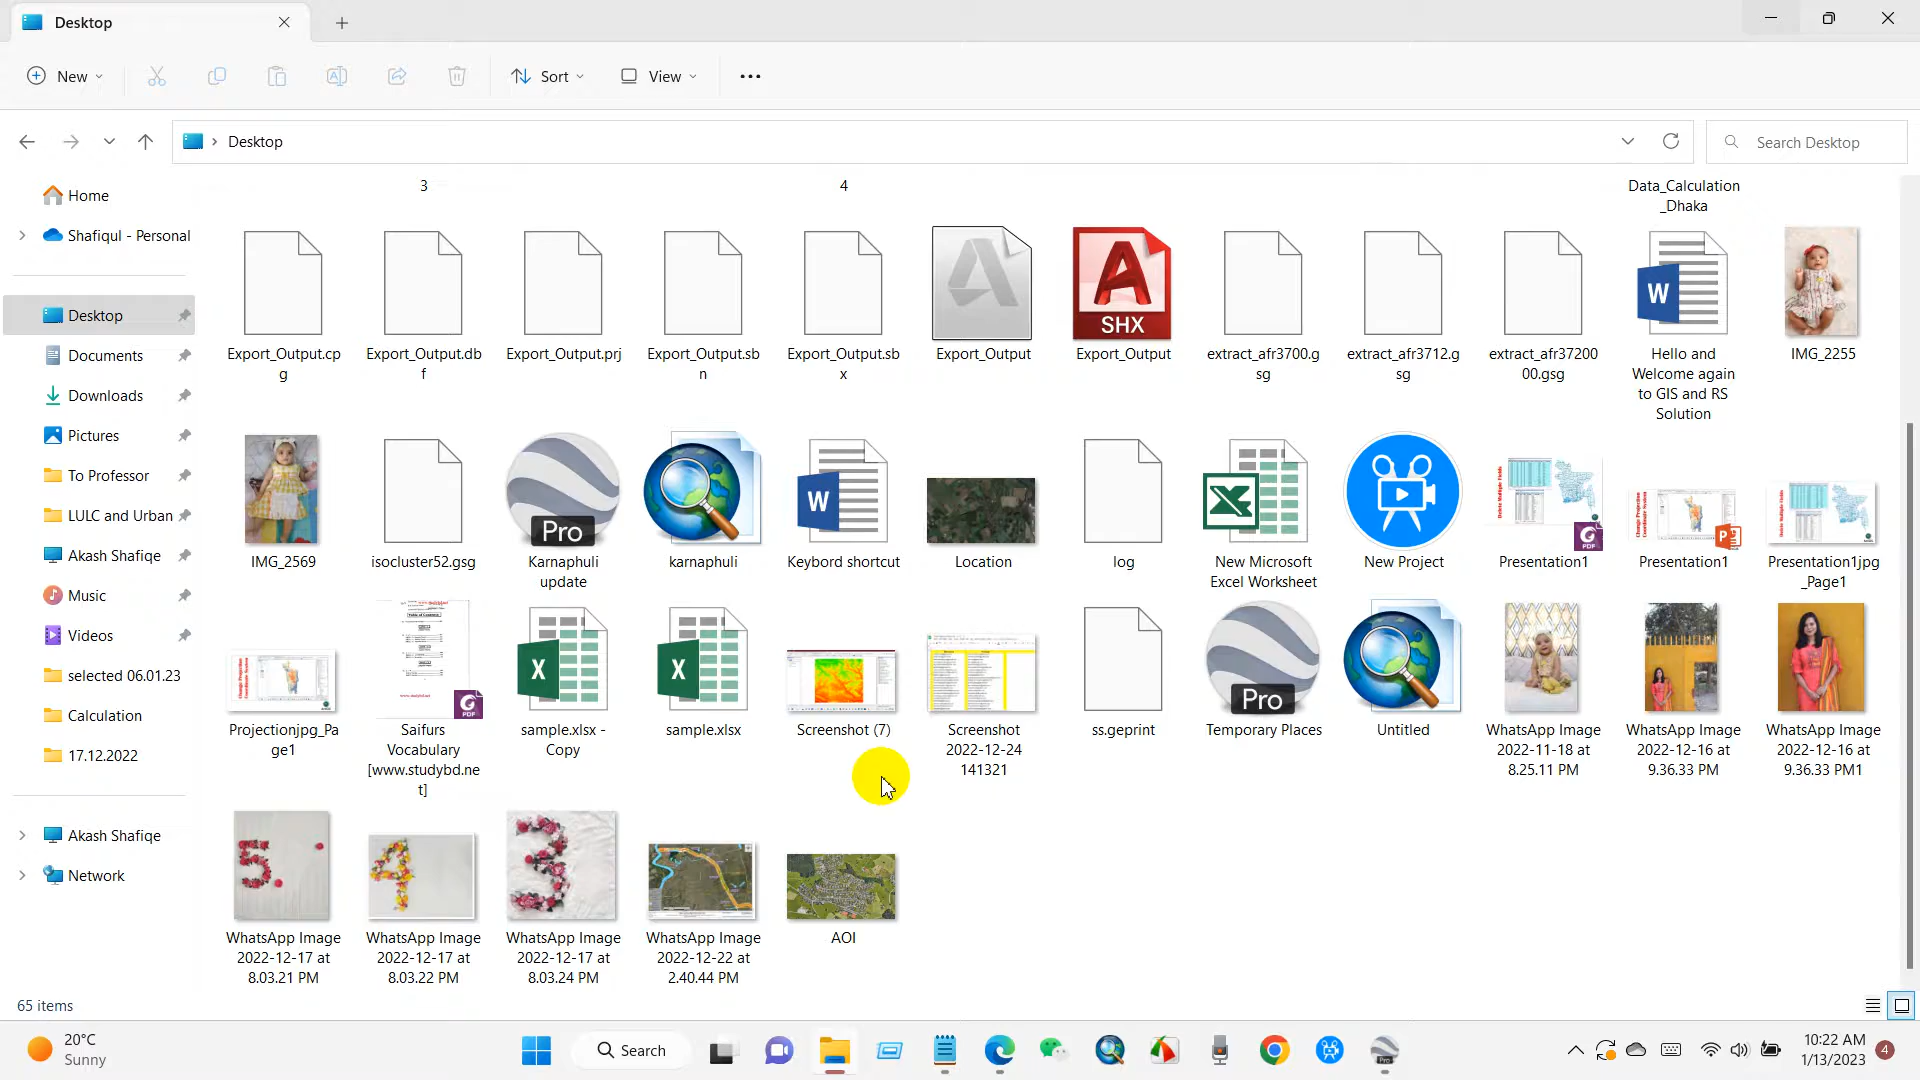 Desktop
New
Sort
View
Desktop
Search Desktop
Home
Shafiqul - Personal
Desktop
Documents
Downloads
Pictures
To Professor
LULC and Urban
Akash Shafiqe
Music
Videos
selected 06.01.23
Calculation
17.12.2022
Akash Shafiqe
Network
3
4
Data_Calculation
_Dhaka
Export_Output.cp
g
Export_Output.db
f
Export_Output.prj
Export_Output.sb
n
Export_Output.sb
x
Export_Output
SHX
Export_Output
extract_afr3700.g
sg
extract_afr3712.g
sg
extract_afr37200
00.gsg
W
Hello and
Welcome again
to GIS and RS
Solution
IMG_2255
IMG_2569
isocluster52.gsg
Pro
Karnaphuli
update
karnaphuli
W
Keybord shortcut
Location
log
X
New Microsoft
Excel Worksheet
New Project
PDF
Presentation1
P
Presentation1
Presentation1jpg
_Page1
Projectionjpg_Pa
ge1
PDF
Saifurs
Vocabulary
[www.studybd.ne
t]
X
sample.xlsx -
Copy
X
sample.xlsx
Screenshot (7)
Screenshot
2022-12-24
141321
ss.geprint
Pro
Temporary Places
Untitled
WhatsApp Image
2022-11-18 at
8.25.11 PM
WhatsApp Image
2022-12-16 at
9.36.33 PM
WhatsApp Image
2022-12-16 at
9.36.33 PM1
WhatsApp Image
2022-12-17 at
8.03.21 PM
WhatsApp Image
2022-12-17 at
8.03.22 PM
WhatsApp Image
2022-12-17 at
8.03.24 PM
WhatsApp Image
2022-12-22 at
2.40.44 PM
AOI
65 items
20°C
Sunny
Search
10:22 AM
1/13/2023
4